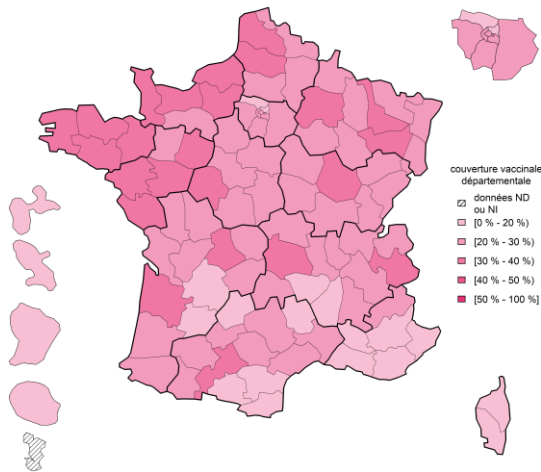 couverture vaccinale
départementale
données ND
ou NI
[0 % - 20 %)
[20 % - 30 %)
[30 % - 40 %)
[40 % - 50 %)
[50 % - 100 %]